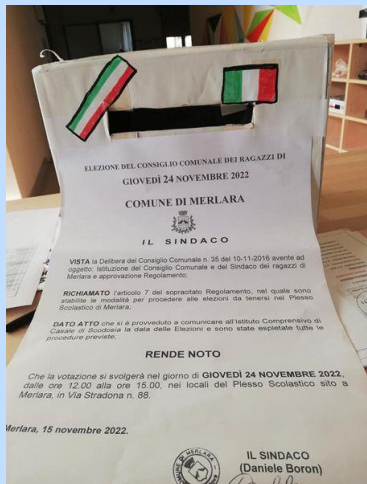 ELEZIONE DEL CONSIGLIO COMUNALE DEI RAGAZZI DI
GIOVEDÌ 24 NOVEMBRE 2022
COMUNE DI MERLARA
IL SINDACO
VISTA la Delibera del Consiglio Comunale n. 35 del 10-11-2016 avente ad
oggetto: Istituzione del Consiglio Comunale e del Sindaco dei ragazzi di
Merlara e approvazione Regolamento;
RICHIAMATO l'articolo 7 del sopracitato Regolamento, nel quale sono
stabilite le modalità per procedere alle elezioni da tenersi nel Plesso
Scolastico di Merlara;
DATO ATTO che si è provveduto a comunicare all'Istituto Comprensivo di
Casale di Scodosia la data delle Elezioni e sono state espletate tutte le
procedure previste;
RENDE NOTO
Che la votazione si svolgerà nel giorno di GIOVEDÌ 24 NOVEMBRE 2022,
dalle ore 12.00 alla ore 15.00, nei locali del Plesso Scolastico sito a
Merlara, in Via Stradona n. 88.
Merlara, 15 novembre 2022.
IL SINDACO
(Daniele Boron)